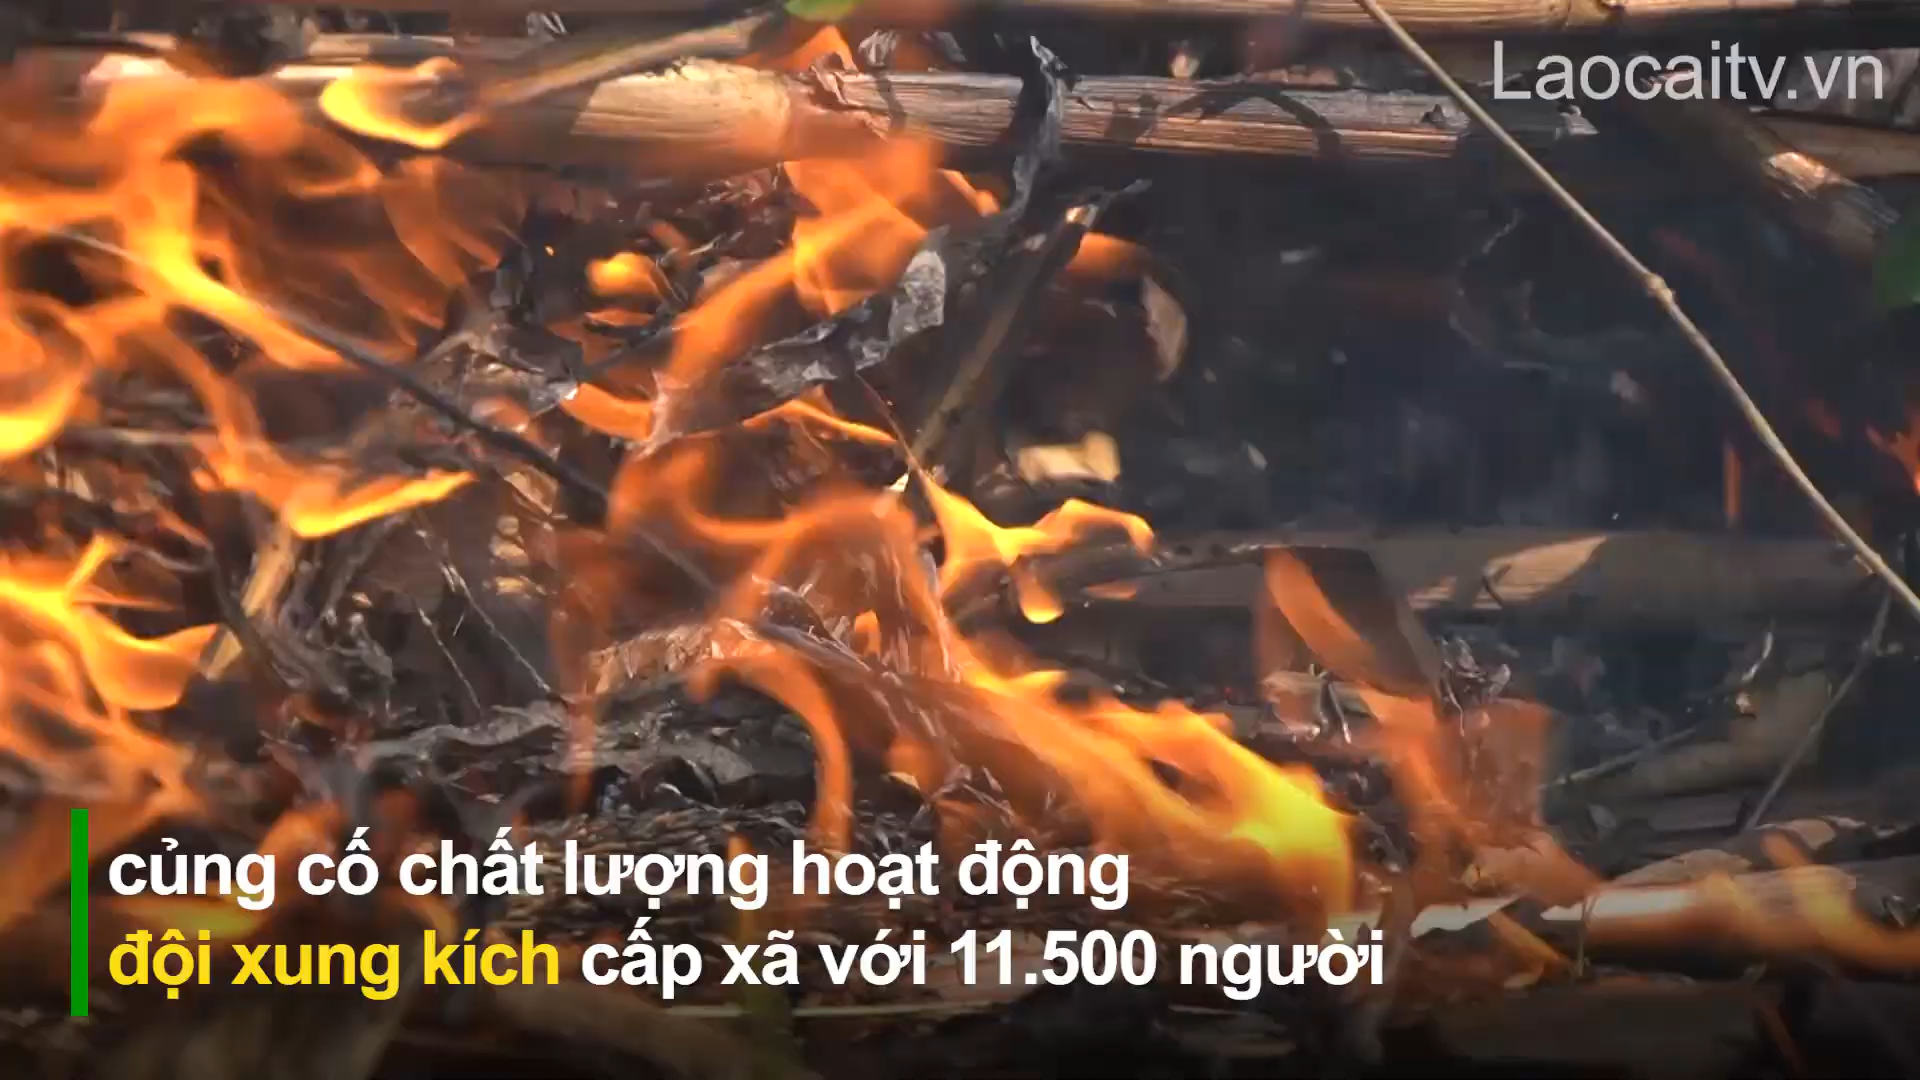 Laocaitv.vn
củng cố chất lượng hoạt động
đội xung kích cấp xã với 11.500 người